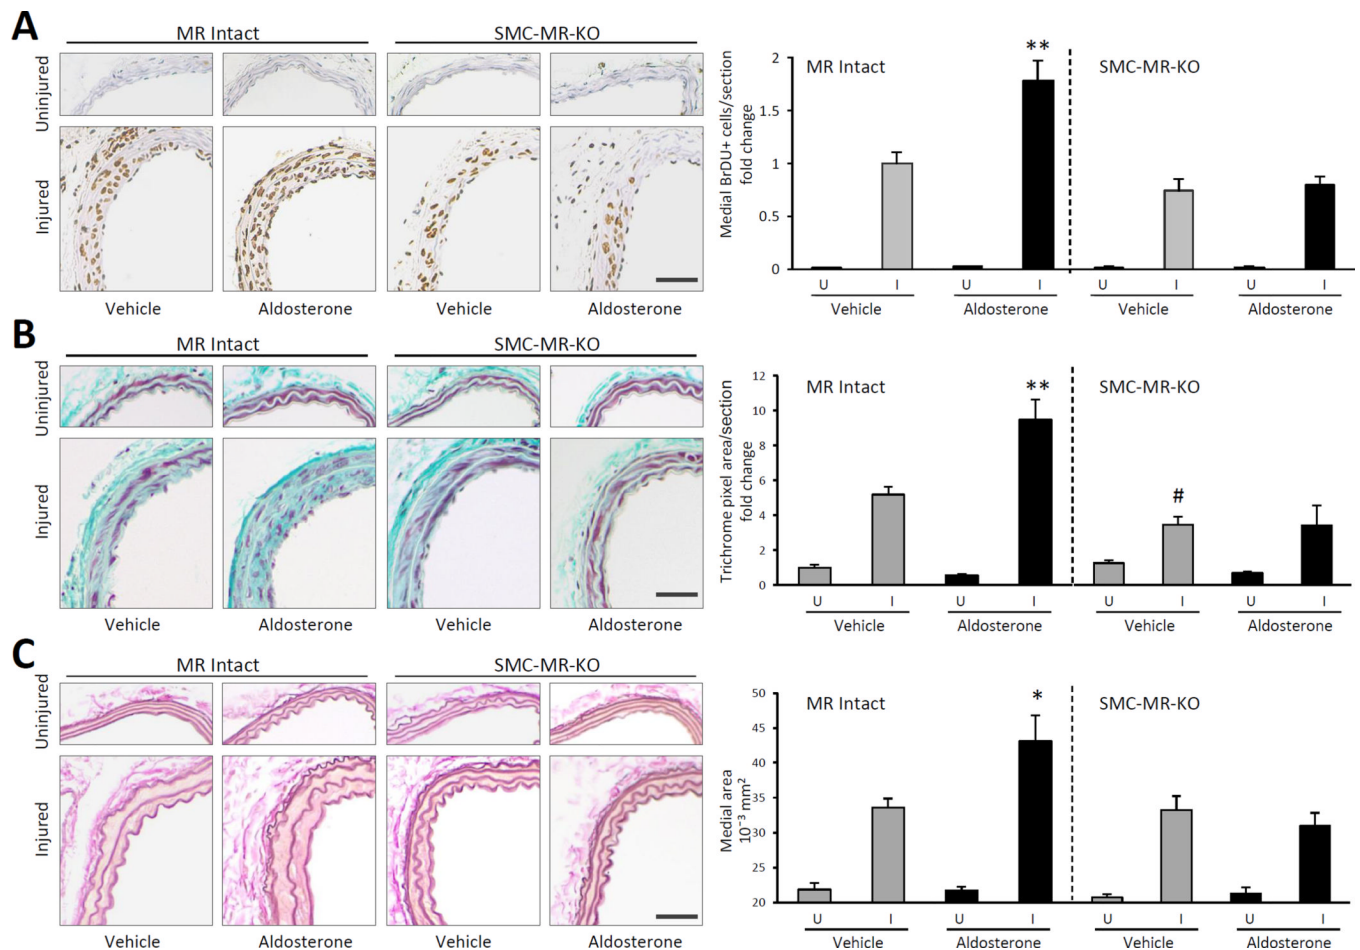 A
MR Intact
SMC-MR-KO
Uninjured
Injured
Vehicle
Aldosterone
Vehicle
Aldosterone
Medial BrDU+ cells/section
fold change
2
1.5
1
0.5
0
MR Intact
SMC-MR-KO
**
U
I
U
I
U
I
U
I
Vehicle
Aldosterone
Vehicle
Aldosterone
B
MR Intact
SMC-MR-KO
Uninjured
Injured
Vehicle
Aldosterone
Vehicle
Aldosterone
Trichrome pixel area/section
fold change
12
10
8
6
4
2
0
MR Intact
SMC-MR-KO
**
#
U
I
U
I
U
I
U
I
Vehicle
Aldosterone
Vehicle
Aldosterone
C
MR Intact
SMC-MR-KO
Uninjured
Injured
Vehicle
Aldosterone
Vehicle
Aldosterone
Medial area
10⁻³ mm²
50
45
40
35
30
25
20
MR Intact
SMC-MR-KO
*
U
I
U
I
U
I
U
I
Vehicle
Aldosterone
Vehicle
Aldosterone